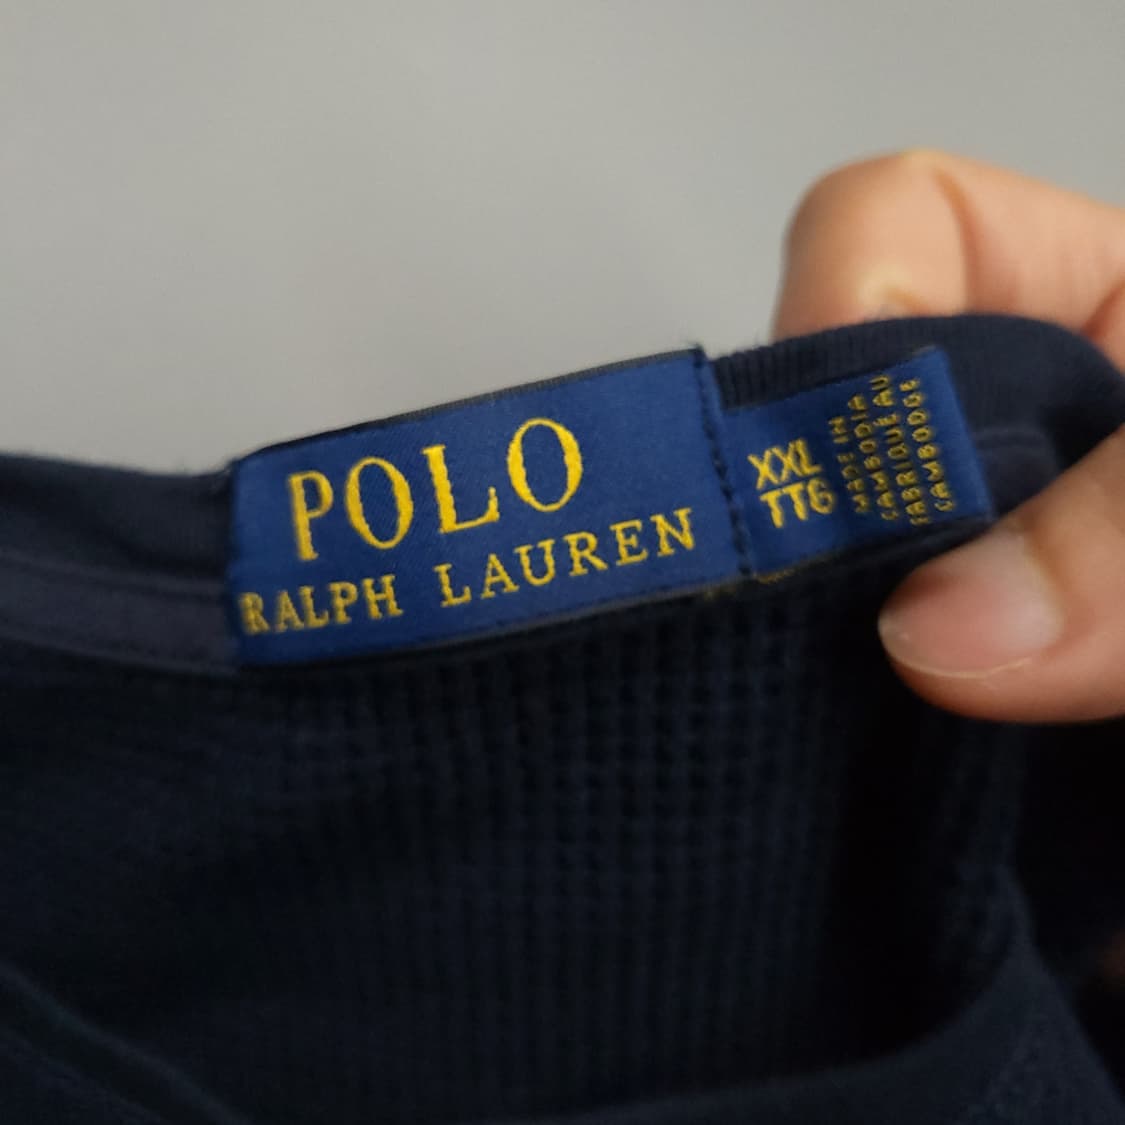 POLO
RALPH LAUREN
XXL
TTG
MADE IN
CAMBODIA
FABRIQUÉ AU
CAMBODGE